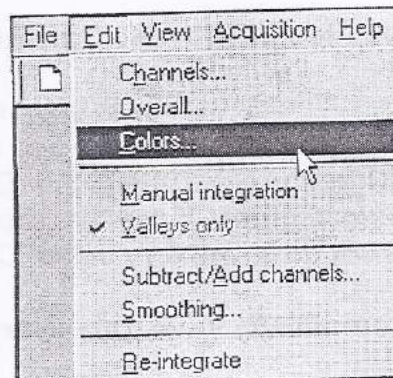 File Edit View Acquisition Help
Channels...
Overall...
Colors...
Manual integration
Valleys only
Subtract/Add channels...
Smoothing...
Re-integrate